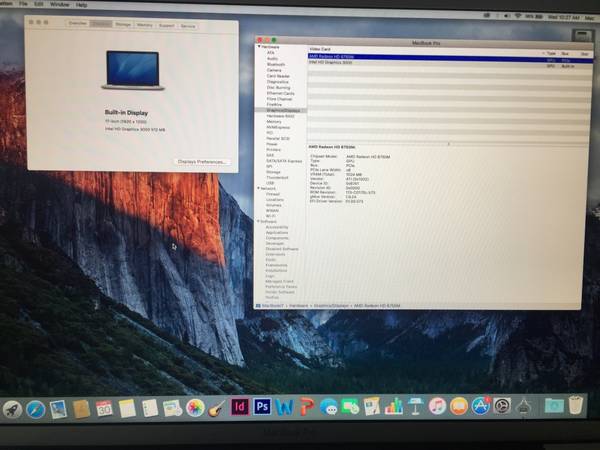 Edit View Window Help
Wed 10:27 AM Mac
Overview Displays Storage Memory Support Service
Built-in Display
17-inch (1920 x 1200)
Intel HD Graphics 3000 512 MB
Displays Preferences...
MacBook Pro
Hardware
ATA
Audio
Bluetooth
Camera
Card Reader
Diagnostics
Disc Burning
Ethernet Cards
Fibre Channel
FireWire
Graphics/Displays
Hardware RAID
Memory
NVMExpress
PCI
Parallel SCSI
Power
Printers
SAS
SATA/SATA Express
SPI
Storage
Thunderbolt
USB
Network
Firewall
Locations
Volumes
WWAN
Wi-Fi
Software
Accessibility
Applications
Components
Developer
Disabled Software
Extensions
Fonts
Frameworks
Installations
Logs
Managed Client
Preference Panes
Printer Software
Profiles
Video Card
Type Bus Slot
AMD Radeon HD 6750M
GPU PCIe
Intel HD Graphics 3000
GPU Built-In
AMD Radeon HD 6750M:
Chipset Model: AMD Radeon HD 6750M
Type: GPU
Bus: PCIe
PCIe Lane Width: x8
VRAM (Total): 1024 MB
Vendor: ATI (0x1002)
Device ID: 0x6741
Revision ID: 0x0000
ROM Revision: 113-C0170L-573
gMux Version: 1.9.24
EFI Driver Version: 01.00.573
Hardware
Graphics/Displays
AMD Radeon HD 6750M
30
Id
Ps
W
P
MacBook Pro